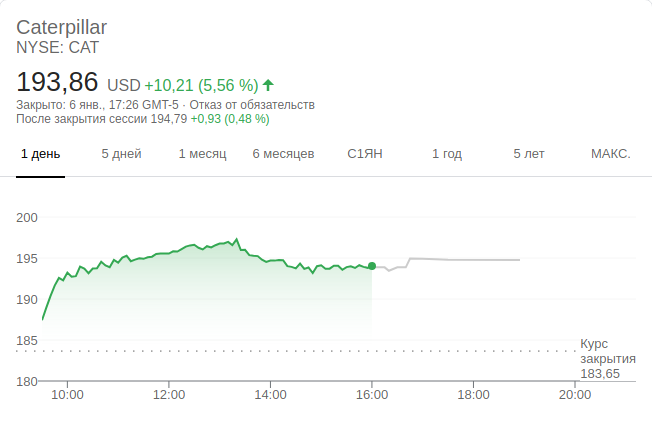 Caterpillar
NYSE: CAT
193,86 USD +10,21 (5,56 %)
Закрыто: 6 янв., 17:26 GMT-5 · Отказ от обязательств
После закрытия сессии 194,79 +0,93 (0,48 %)
1 день 5 дней 1 месяц 6 месяцев С1ЯН 1 год 5 лет МАКС.
200
195
190
185
Курс
закрытия
183,65
180
10:00 12:00 14:00 16:00 18:00 20:00